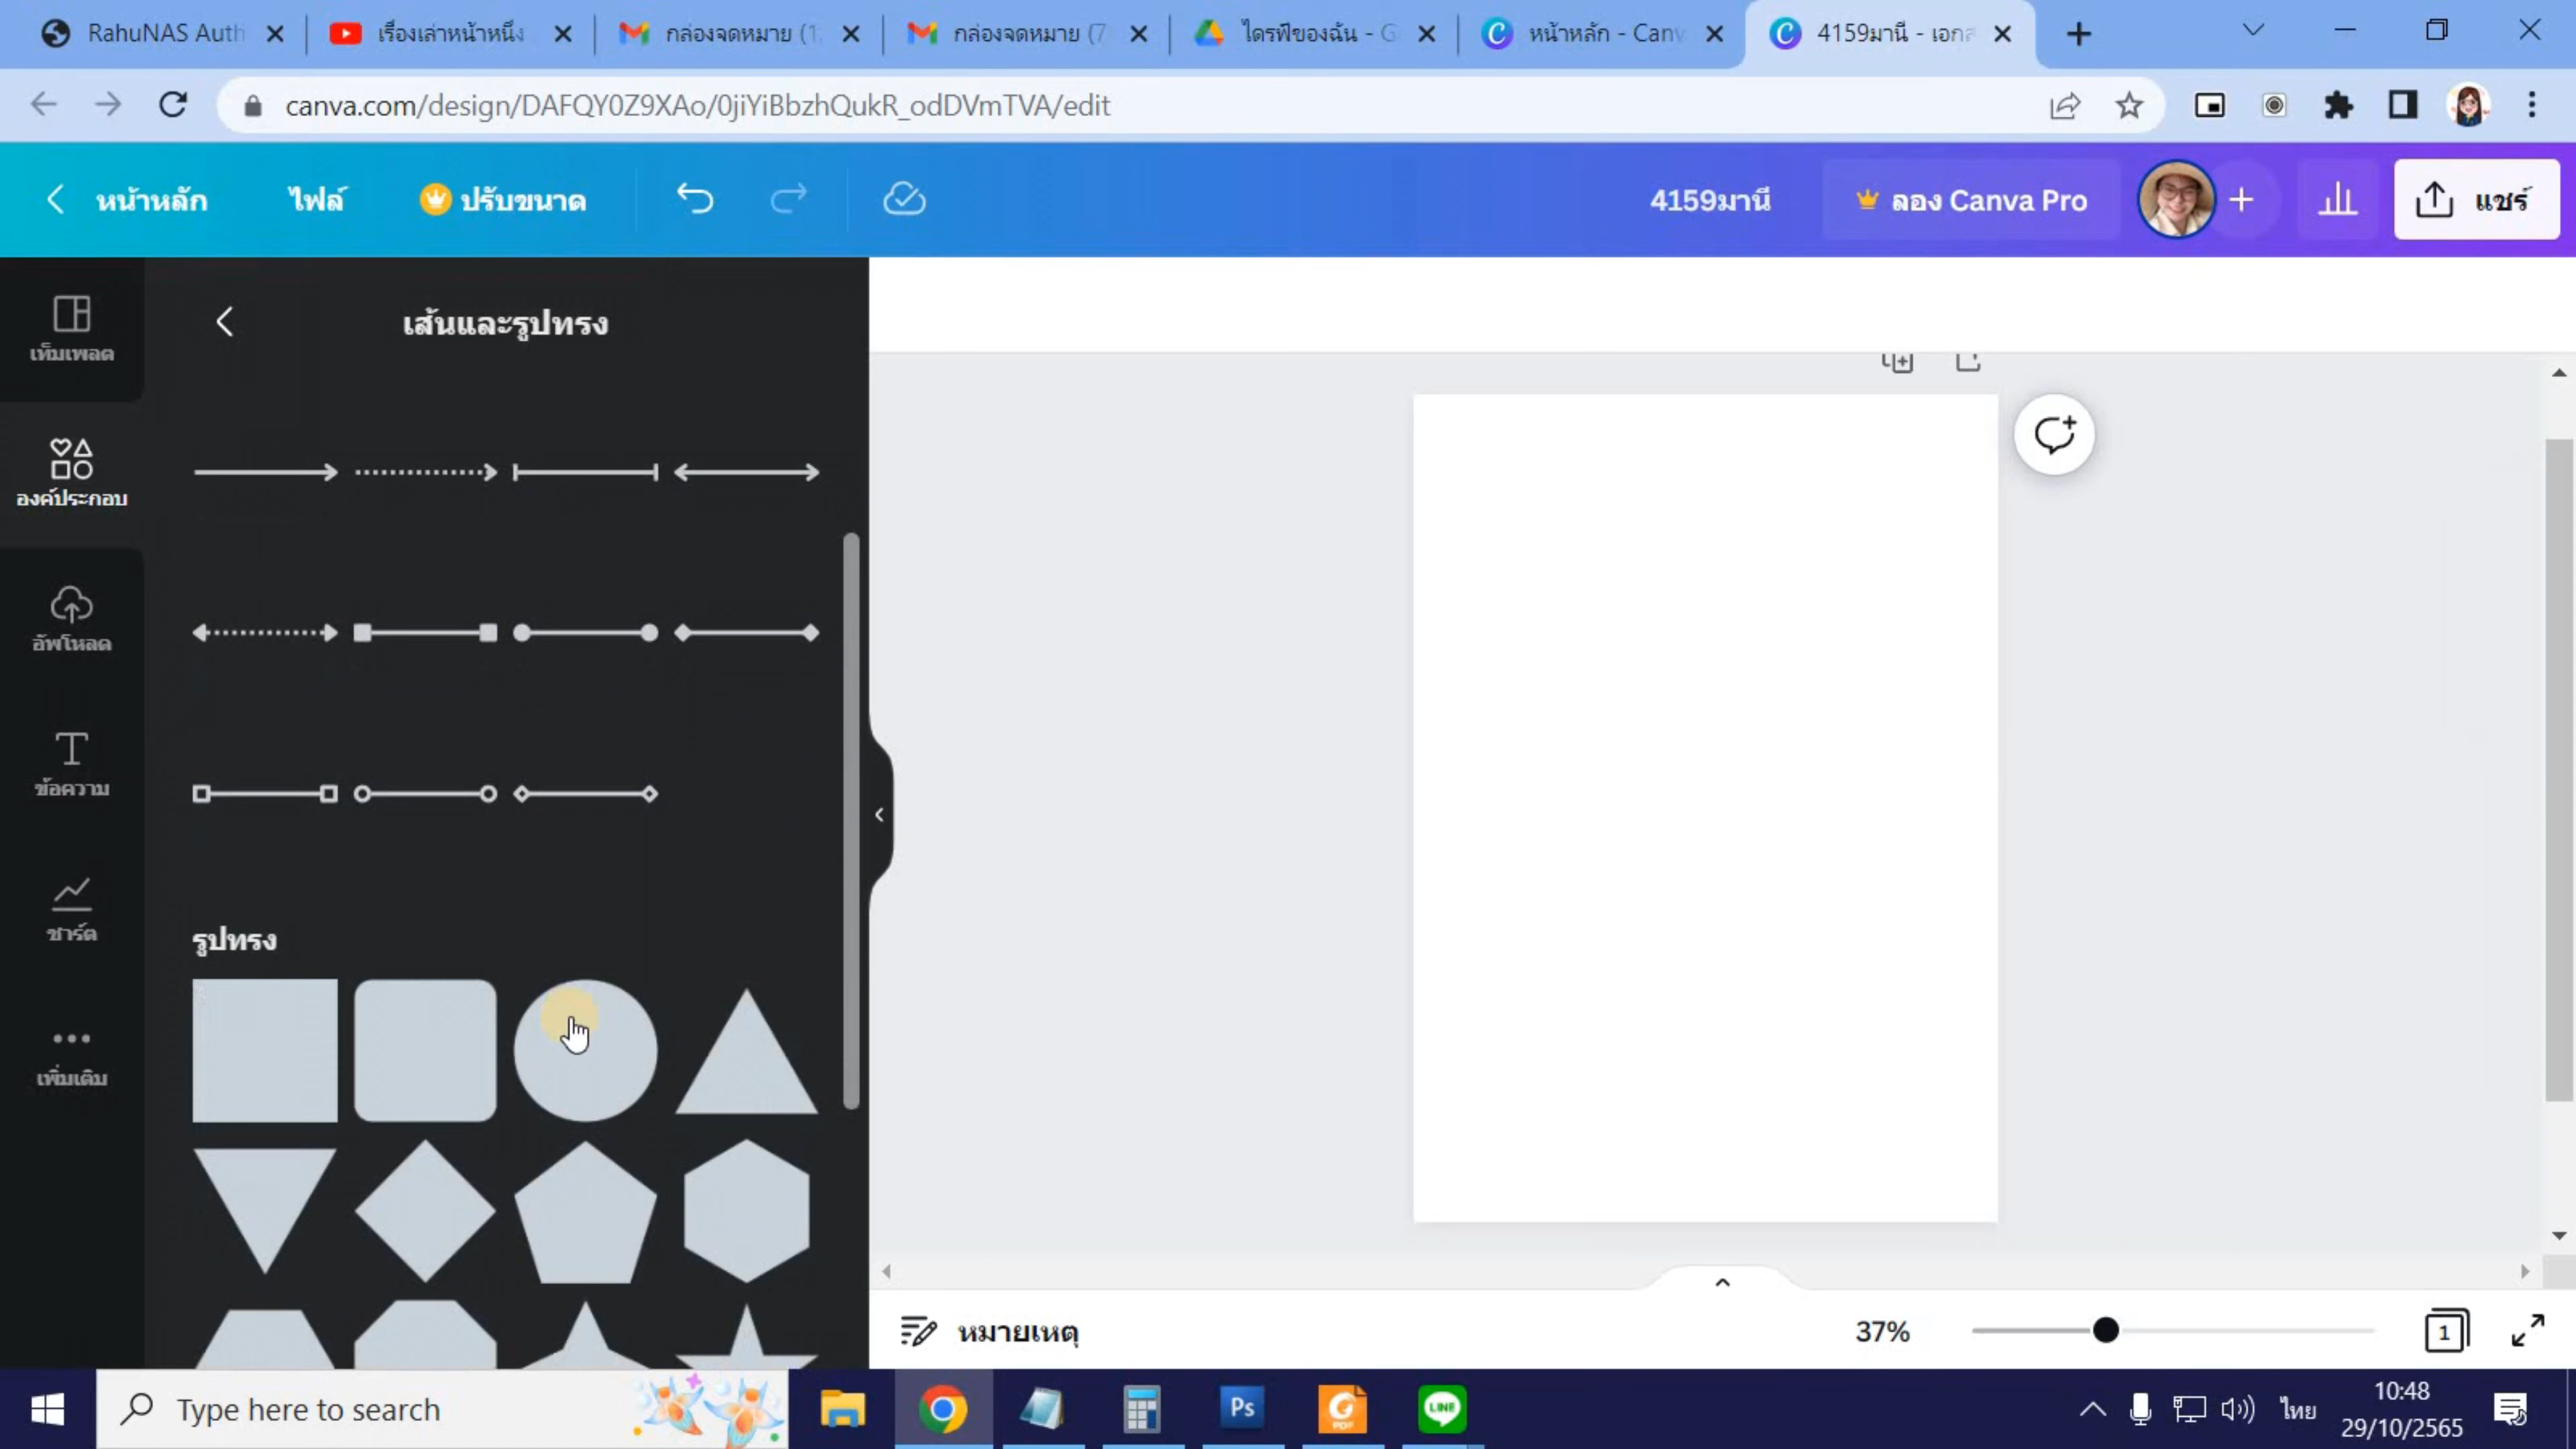 RahuNAS Auth
เรื่องเล่าหน้าหนึ่ง
กล่องจดหมาย (1
กล่องจดหมาย (7
ไดรฟ์ของฉัน - G
หน้าหลัก - Canv
4159มานี - เอกส
canva.com/design/DAFQY0Z9XAo/0jiYiBbzhQukR_odDVmTVA/edit
หน้าหลัก
ไฟล์
ปรับขนาด
4159มานี
ลอง Canva Pro
แชร์
เท็มเพลต
องค์ประกอบ
อัพโหลด
ข้อความ
ชาร์ต
เพิ่มเติม
เส้นและรูปทรง
รูปทรง
หมายเหตุ
37%
1
Type here to search
Ps
PDF
LINE
ไทย
10:48
29/10/2565